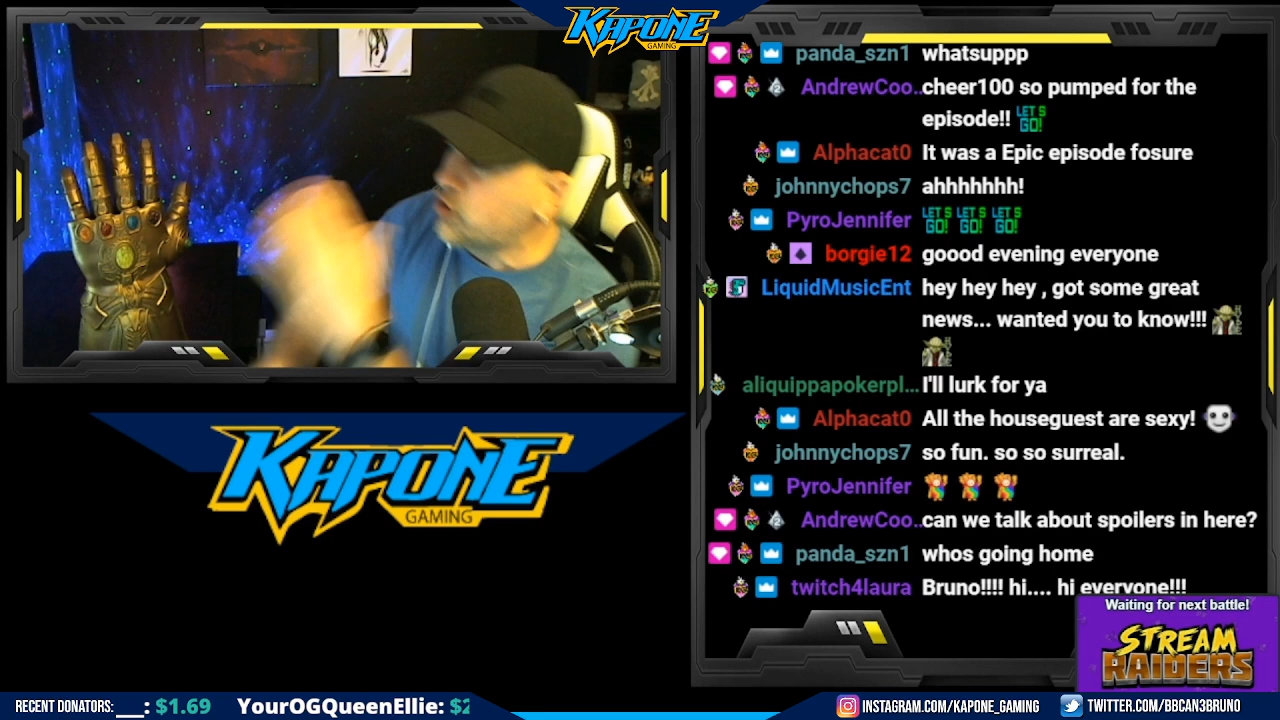 KAPONE
GAMING
panda_szn1 whatsuppp
AndrewCoo.. cheer100 so pumped for the
episode!! LET'S GO!
Alphacat0 It was a Epic episode fosure
johnnychops7 ahhhhhhh!
PyroJennifer LET'S GO! LET'S GO! LET'S GO!
borgie12 goood evening everyone
LiquidMusicEnt hey hey hey , got some great
news... wanted you to know!!!
aliquippapokerpl... I'll lurk for ya
Alphacat0 All the houseguest are sexy!
johnnychops7 so fun. so so surreal.
PyroJennifer
AndrewCoo.. can we talk about spoilers in here?
panda_szn1 whos going home
twitch4laura Bruno!!!! hi.... hi everyone!!!
KAPONE
GAMING
Waiting for next battle!
STREAM
RAIDERS
RECENT DONATORS: __: $1.69 YourOGQueenEllie: $2
INSTAGRAM.COM/KAPONE_GAMING
TWITTER.COM/BBCAN3BRUNO